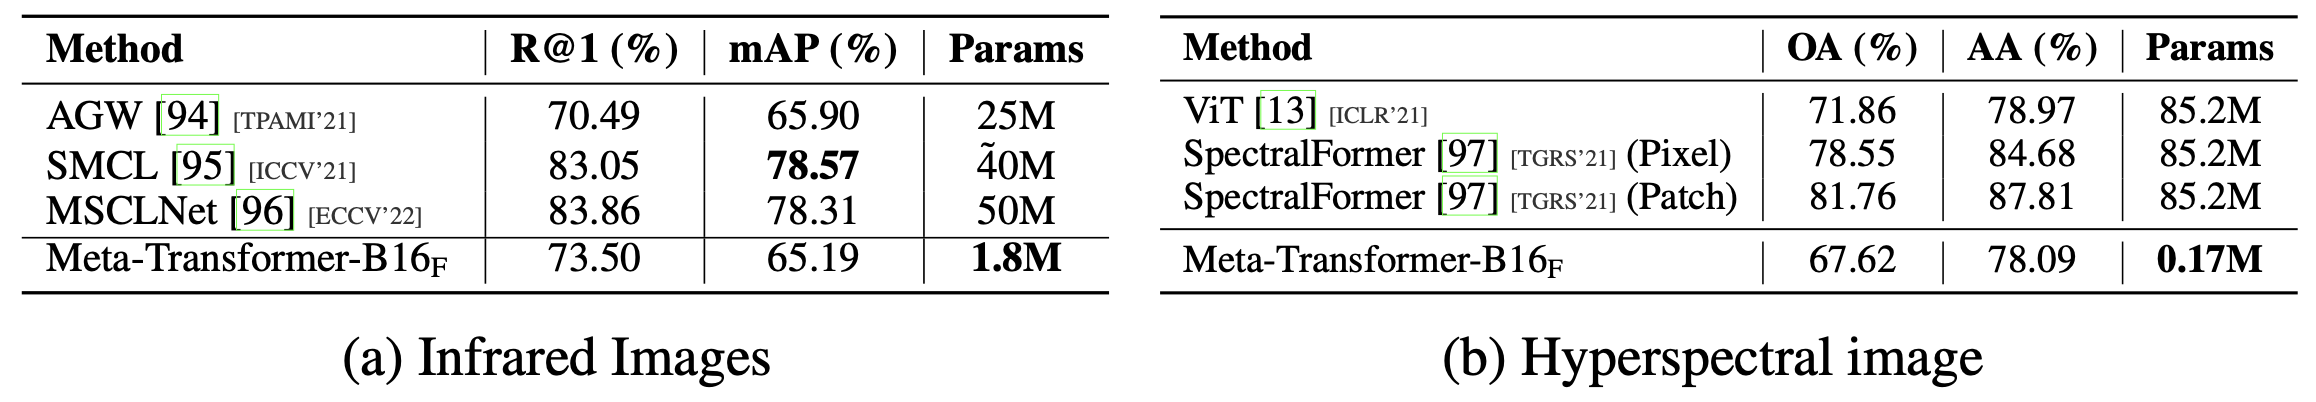 Method R@1 (%) mAP (%) Params
AGW [94] [TPAMI'21] 70.49 65.90 25M
SMCL [95] [ICCV'21] 83.05 78.57 ~40M
MSCLNet [96] [ECCV'22] 83.86 78.31 50M
Meta-Transformer-B16F 73.50 65.19 1.8M
(a) Infrared Images
Method OA (%) AA (%) Params
ViT [13] [ICLR'21] 71.86 78.97 85.2M
SpectralFormer [97] [TGRS'21] (Pixel) 78.55 84.68 85.2M
SpectralFormer [97] [TGRS'21] (Patch) 81.76 87.81 85.2M
Meta-Transformer-B16F 67.62 78.09 0.17M
(b) Hyperspectral image